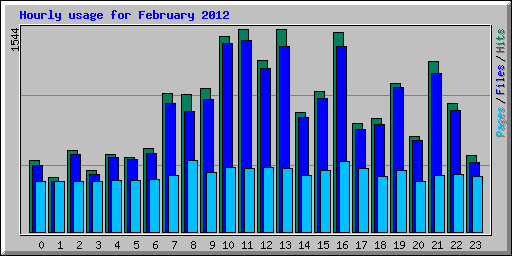 Hourly usage for February 2012
1544
Pages / Files / Hits
0 1 2 3 4 5 6 7 8 9 10 11 12 13 14 15 16 17 18 19 20 21 22 23